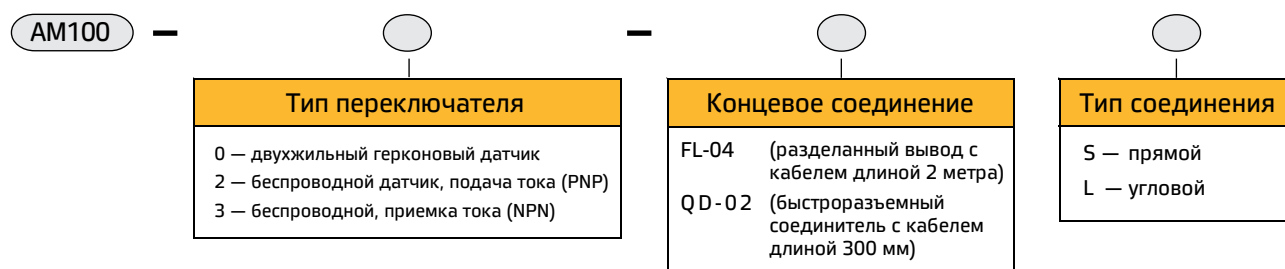 AM100 — —
Тип переключателя
0 — двухжильный герконовый датчик
2 — беспроводной датчик, подача тока (PNP)
3 — беспроводной, приемка тока (NPN)
Концевое соединение
FL-04 (разделанный вывод с
кабелем длиной 2 метра)
QD-02 (быстроразъемный
соединитель с кабелем
длиной 300 мм)
Тип соединения
S — прямой
L — угловой